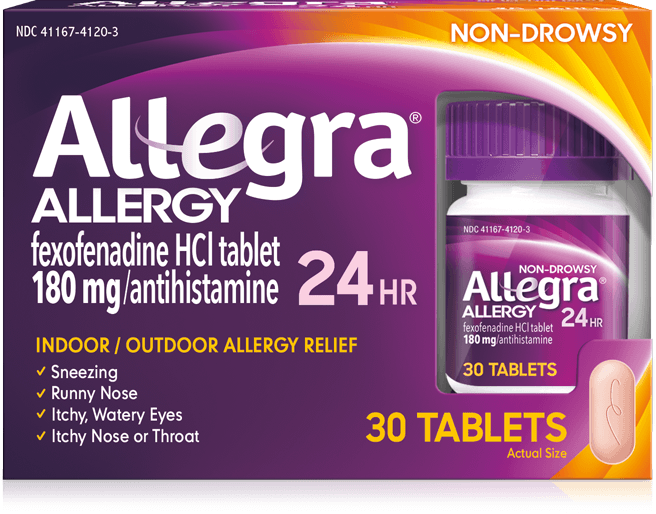 NDC 41167-4120-3
NON-DROWSY
Allegra®
ALLERGY
fexofenadine HCl tablet
180 mg/antihistamine
24 HR
INDOOR / OUTDOOR ALLERGY RELIEF
✓ Sneezing
✓ Runny Nose
✓ Itchy, Watery Eyes
✓ Itchy Nose or Throat
NDC 41167-4120-3
NON-DROWSY
Allegra®
ALLERGY
24 HR
fexofenadine HCl tablet
180 mg/antihistamine
30 TABLETS
30 TABLETS
Actual Size